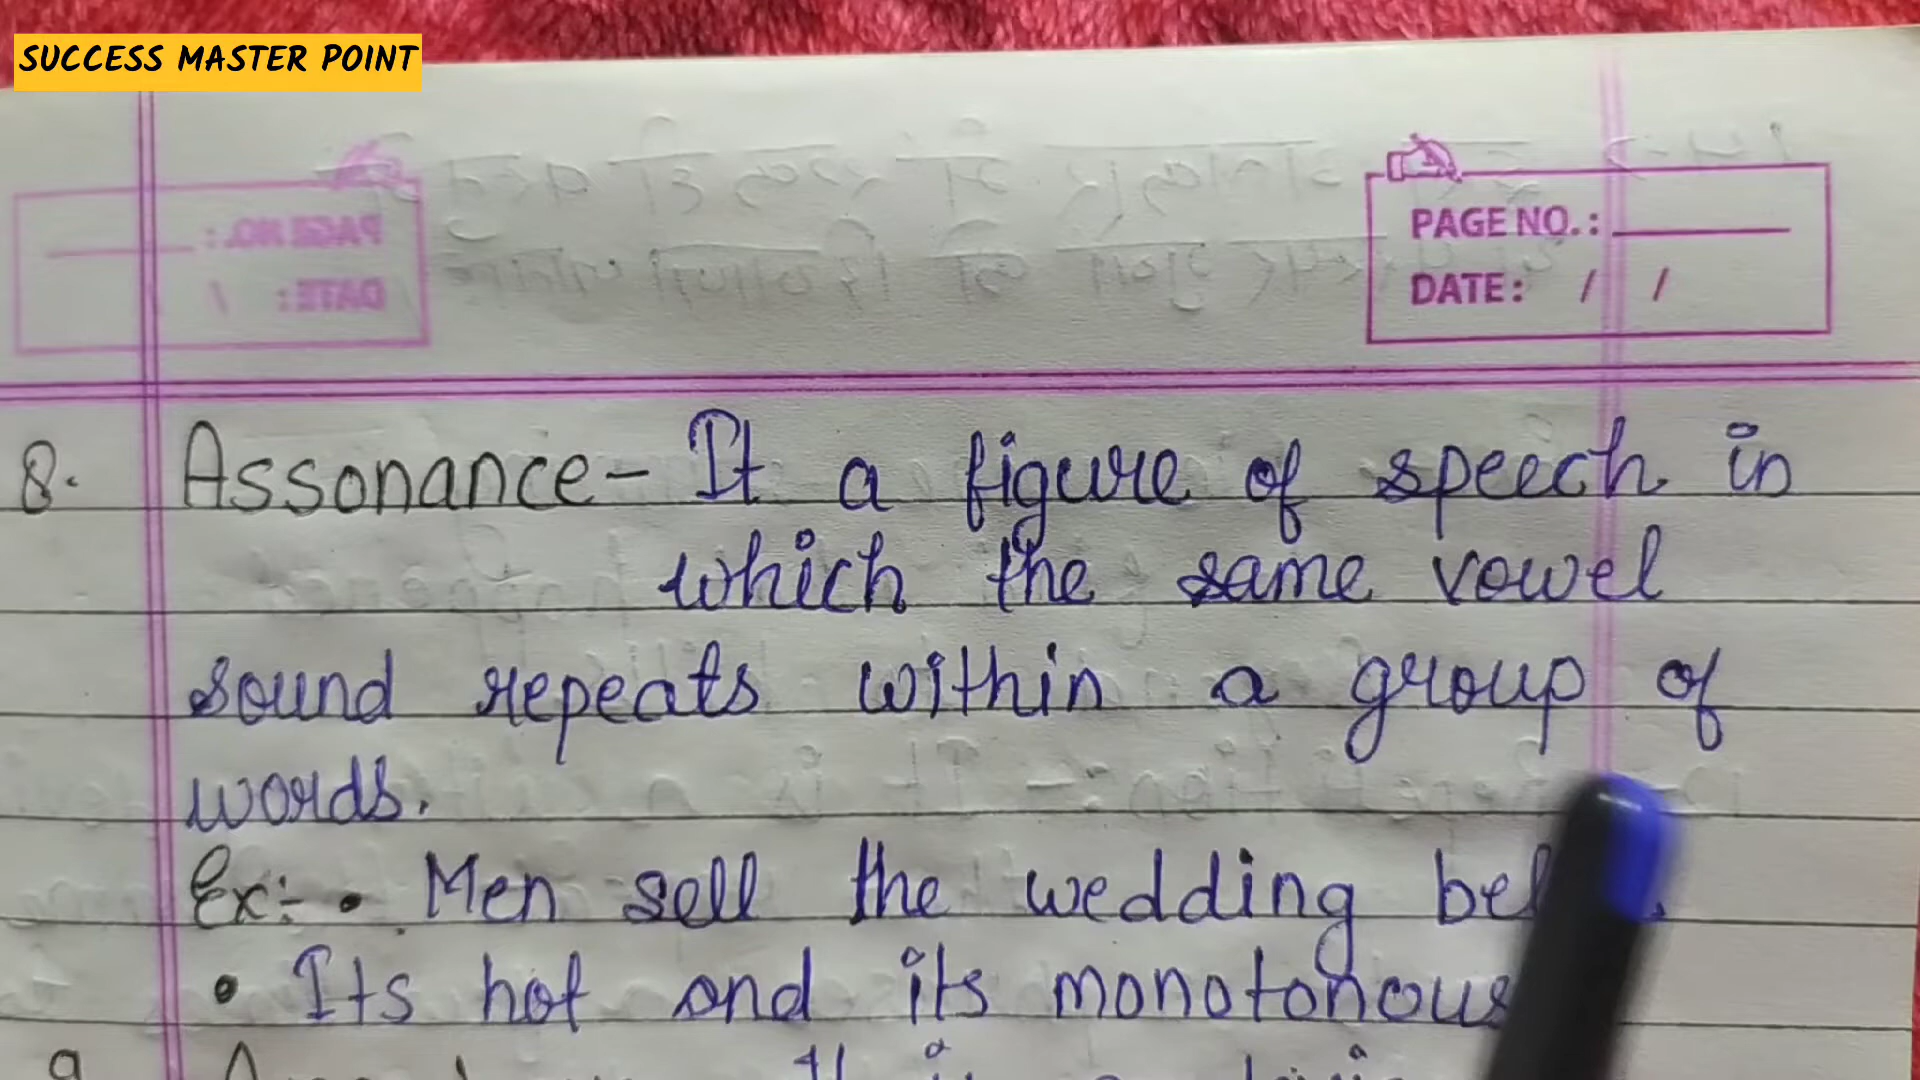 SUCCESS MASTER POINT
PAGE NO.:
DATE: / /
8. Assonance- It a figure of speech in
which the same vowel
sound repeats within a group of
words.
Ex:- • Men sell the wedding
• Its hot and its monotonous
9.